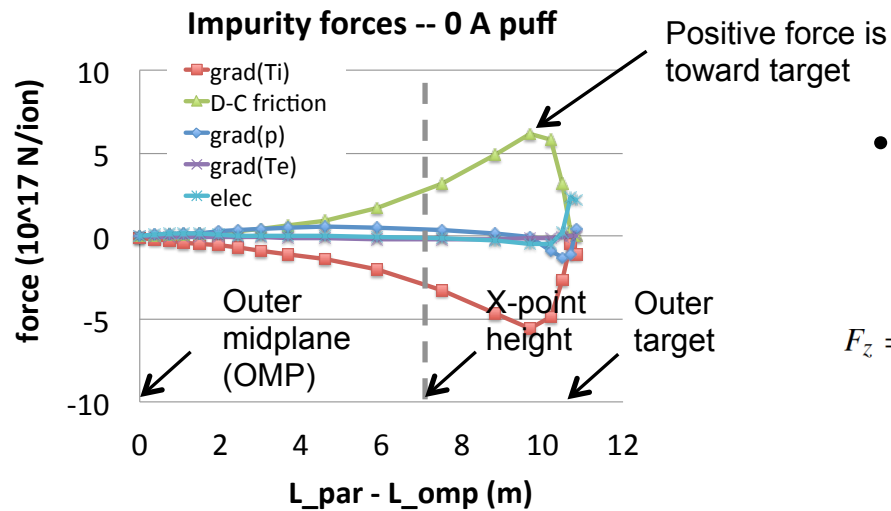 Impurity forces -- 0 A puff
Positive force is
toward target
grad(Ti)
D-C friction
grad(p)
grad(Te)
elec
•
force (10^17 N/ion)
10
5
0
-5
-10
Outer
midplane
(OMP)
X-point
height
Outer
target
F_z =
0 2 4 6 8 10 12
L_par - L_omp (m)